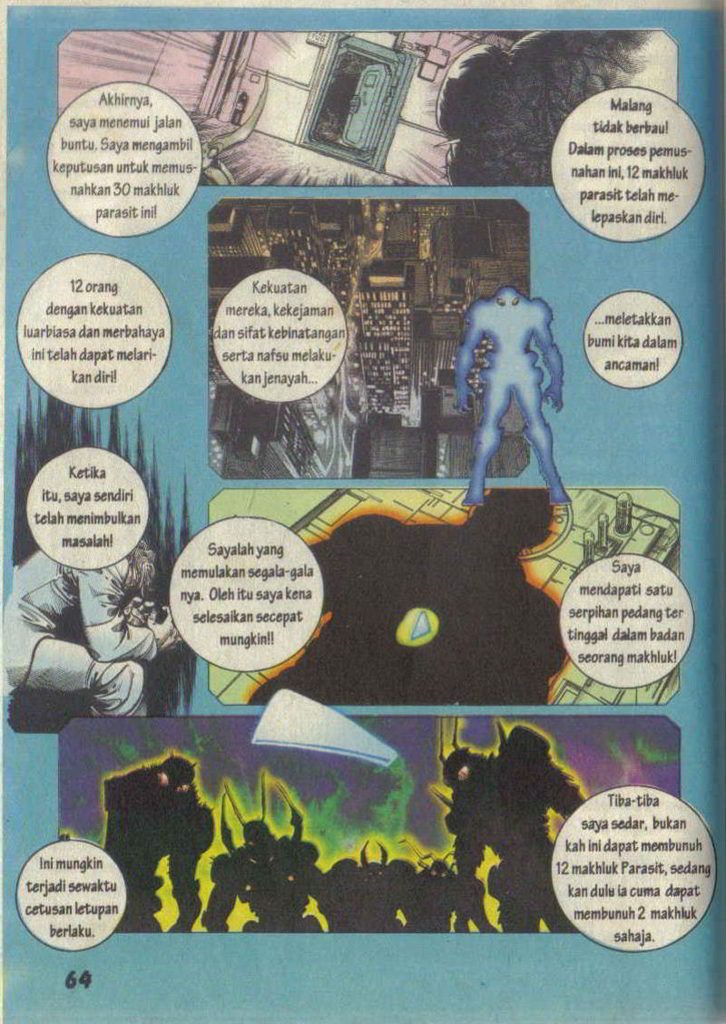 Akhirnya,
saya menemui jalan
buntu. Saya mengambil
keputusan untuk memus-
nahkan 30 makhluk
parasit ini!
Malang
tidak berbau!
Dalam proses pemus-
nahan ini, 12 makhluk
parasit telah me-
lepaskan diri.
12 orang
dengan kekuatan
luarbiasa dan merbahaya
ini telah dapat melari-
kan diri!
Kekuatan
mereka, kekejaman
dan sifat kebinatangan
serta nafsu melaku-
kan jenayah...
...meletakkan
bumi kita dalam
ancaman!
Ketika
itu, saya sendiri
telah menimbulkan
masalah!
Sayalah yang
memulakan segala-gala
nya. Oleh itu saya kena
selesaikan secepat
mungkin!!
Saya
mendapati satu
serpihan pedang ter
tinggal dalam badan
seorang makhluk!
Ini mungkin
terjadi sewaktu
cetusan letupan
berlaku.
Tiba-tiba
saya sedar, bukan
kah ini dapat membunuh
12 makhluk Parasit, sedang
kan dulu ia cuma dapat
membunuh 2 makhluk
sahaja.
64